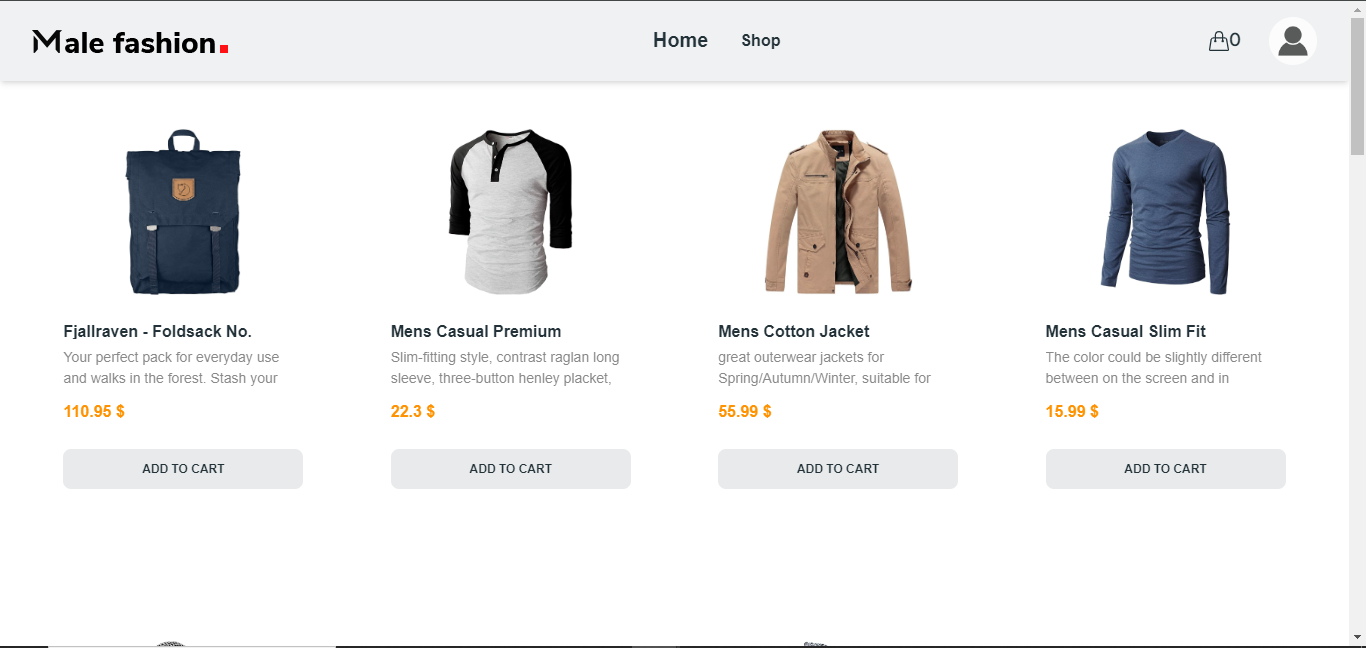 Male fashion.
Home
Shop
0
Fjallraven - Foldsack No.
Your perfect pack for everyday use
and walks in the forest. Stash your
110.95 $
ADD TO CART
Mens Casual Premium
Slim-fitting style, contrast raglan long
sleeve, three-button henley placket,
22.3 $
ADD TO CART
Mens Cotton Jacket
great outerwear jackets for
Spring/Autumn/Winter, suitable for
55.99 $
ADD TO CART
Mens Casual Slim Fit
The color could be slightly different
between on the screen and in
15.99 $
ADD TO CART